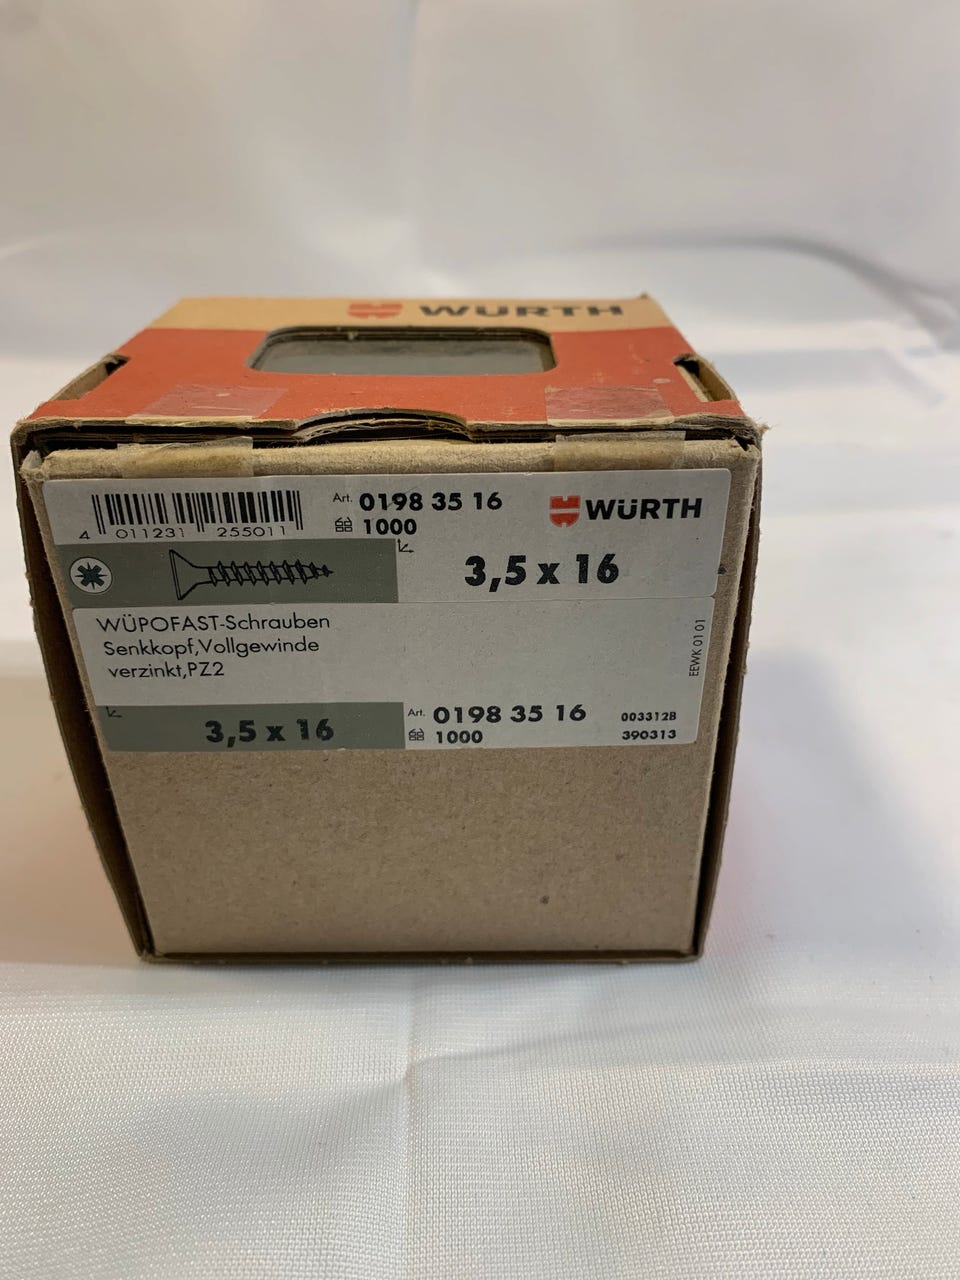 WÜRTH
Art. 0198 35 16
1000
WÜRTH
4 011231 255011
3,5 x 16
WÜPOFAST-Schrauben
Senkkopf,Vollgewinde
verzinkt,PZ2
EEWK 01 01
3,5 x 16
Art. 0198 35 16
1000
003312B
390313